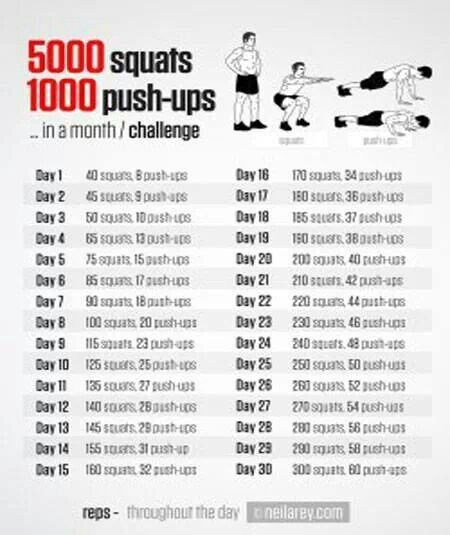 5000 squats
1000 push-ups
.. in a month / challenge
squats
push-ups
Day 1 40 squats, 8 push-ups
Day 2 45 squats, 9 push-ups
Day 3 50 squats, 10 push-ups
Day 4 65 squats, 13 push-ups
Day 5 75 squats, 15 push-ups
Day 6 85 squats, 17 push-ups
Day 7 90 squats, 18 push-ups
Day 8 100 squats, 20 push-ups
Day 9 115 squats, 23 push-ups
Day 10 125 squats, 25 push-ups
Day 11 135 squats, 27 push-ups
Day 12 140 squats, 28 push-ups
Day 13 145 squats, 29 push-ups
Day 14 155 squats, 31 push-up
Day 15 160 squats, 32 push-ups
Day 16 170 squats, 34 push-ups
Day 17 180 squats, 36 push-ups
Day 18 185 squats, 37 push-ups
Day 19 190 squats, 38 push-ups
Day 20 200 squats, 40 push-ups
Day 21 210 squats, 42 push-ups
Day 22 220 squats, 44 push-ups
Day 23 230 squats, 46 push-ups
Day 24 240 squats, 48 push-ups
Day 25 250 squats, 50 push-ups
Day 26 260 squats, 52 push-ups
Day 27 270 squats, 54 push-ups
Day 28 280 squats, 56 push-ups
Day 29 290 squats, 58 push-ups
Day 30 300 squats, 60 push-ups
reps - throughout the day © neilarey.com